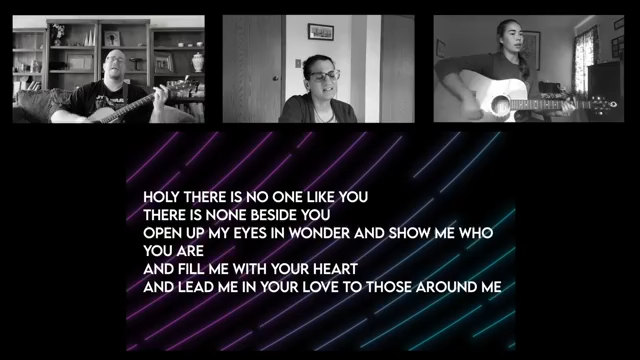 HOLY THERE IS NO ONE LIKE YOU
THERE IS NONE BESIDE YOU
OPEN UP MY EYES IN WONDER AND SHOW ME WHO
YOU ARE
AND FILL ME WITH YOUR HEART
AND LEAD ME IN YOUR LOVE TO THOSE AROUND ME